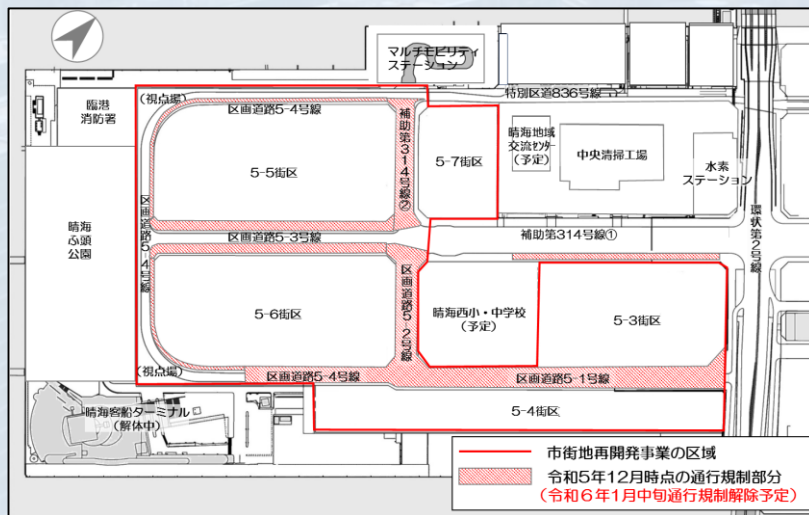 マルチモビリティ
ステーション
臨港
消防署
(視点場)
区画道路5-4号線
特別区道836号線
補助第314号線②
5-5街区
5-7街区
晴海地域
交流センター
(予定)
中央清掃工場
水素
ステーション
環状第2号線
晴海
ふ頭
公園
区画道路5-4号線
区画道路5-3号線
補助第314号線①
5-6街区
区画道路5-2号線
晴海西小・中学校
(予定)
5-3街区
(視点場)
区画道路5-4号線
区画道路5-1号線
晴海客船ターミナル
(解体中)
5-4街区
市街地再開発事業の区域
令和5年12月時点の通行規制部分
(令和6年1月中旬通行規制解除予定)